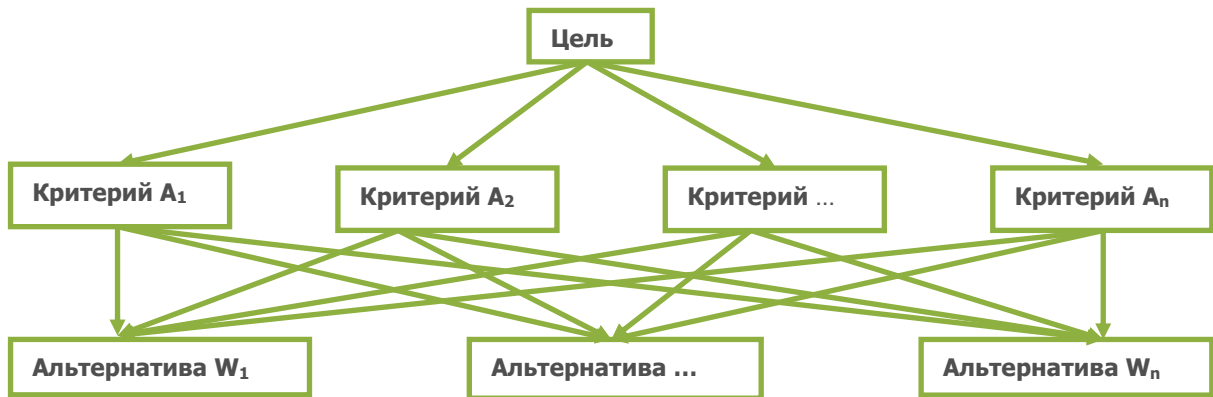 Цель
Критерий A₁
Критерий A₂
Критерий ...
Критерий Aₙ
Альтернатива W₁
Альтернатива ...
Альтернатива Wₙ